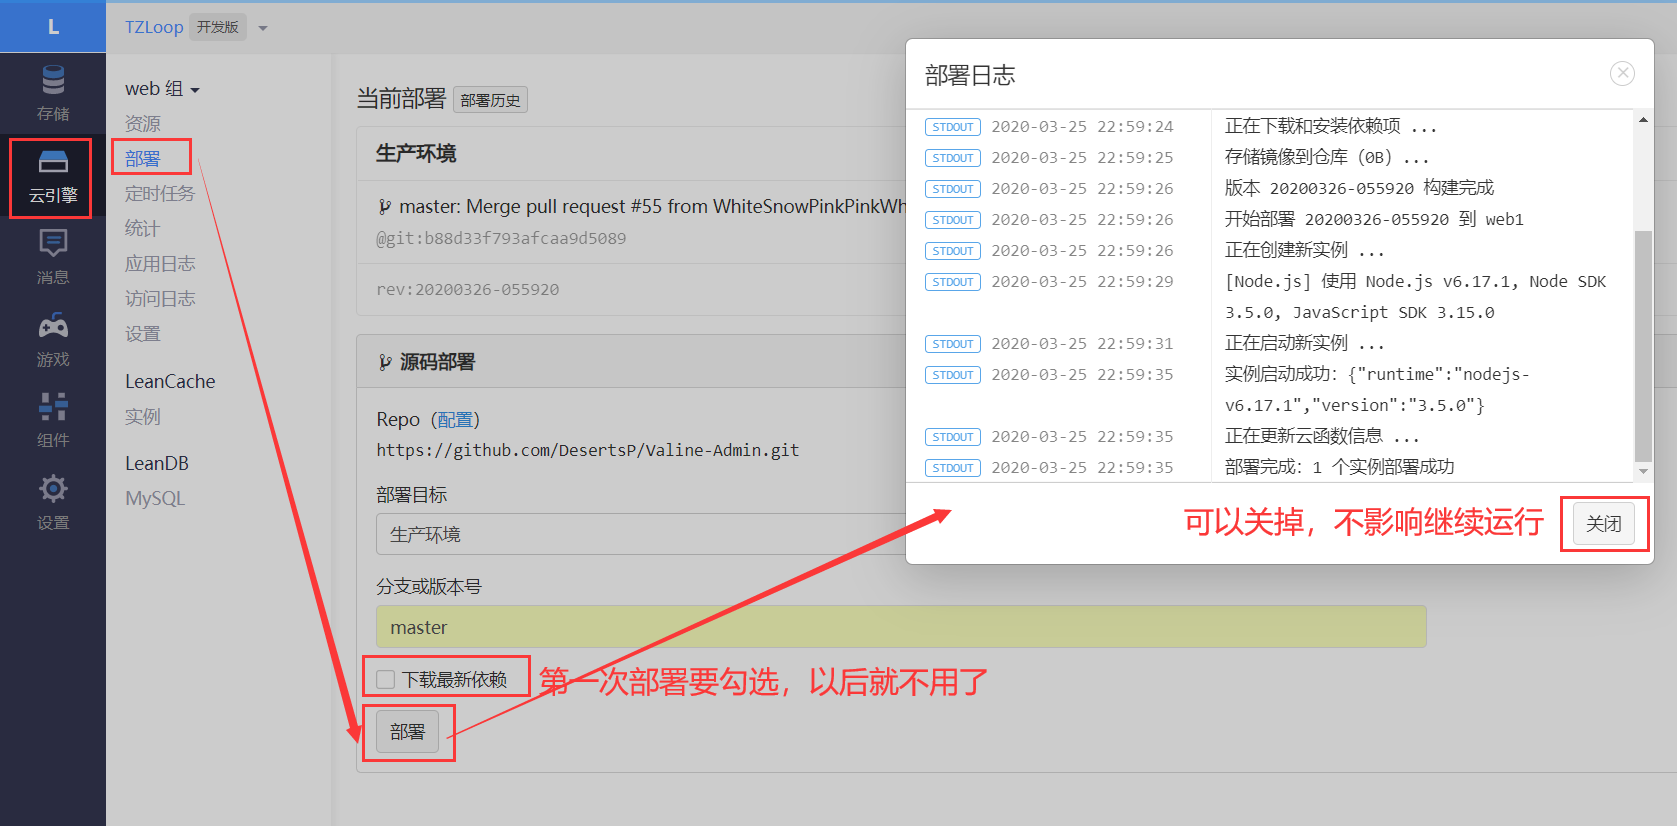 L
TZLoop 开发版
存储
云引擎
消息
游戏
组件
设置
web 组
资源
部署
定时任务
统计
应用日志
访问日志
设置
LeanCache
实例
LeanDB
MySQL
当前部署 部署历史
生产环境
master: Merge pull request #55 from WhiteSnowPinkPinkWh
@git:b88d33f793afcaa9d5089
rev:20200326-055920
源码部署
Repo（配置）
https://github.com/DesertsP/Valine-Admin.git
部署目标
生产环境
分支或版本号
master
下载最新依赖
第一次部署要勾选，以后就不用了
部署
部署日志
STDOUT 2020-03-25 22:59:24 正在下载和安装依赖项 ...
STDOUT 2020-03-25 22:59:25 存储镜像到仓库（0B）...
STDOUT 2020-03-25 22:59:26 版本 20200326-055920 构建完成
STDOUT 2020-03-25 22:59:26 开始部署 20200326-055920 到 web1
STDOUT 2020-03-25 22:59:26 正在创建新实例 ...
STDOUT 2020-03-25 22:59:29 [Node.js] 使用 Node.js v6.17.1, Node SDK
3.5.0, JavaScript SDK 3.15.0
STDOUT 2020-03-25 22:59:31 正在启动新实例 ...
STDOUT 2020-03-25 22:59:35 实例启动成功：{"runtime":"nodejs-
v6.17.1","version":"3.5.0"}
STDOUT 2020-03-25 22:59:35 正在更新云函数信息 ...
STDOUT 2020-03-25 22:59:35 部署完成：1 个实例部署成功
可以关掉，不影响继续运行
关闭